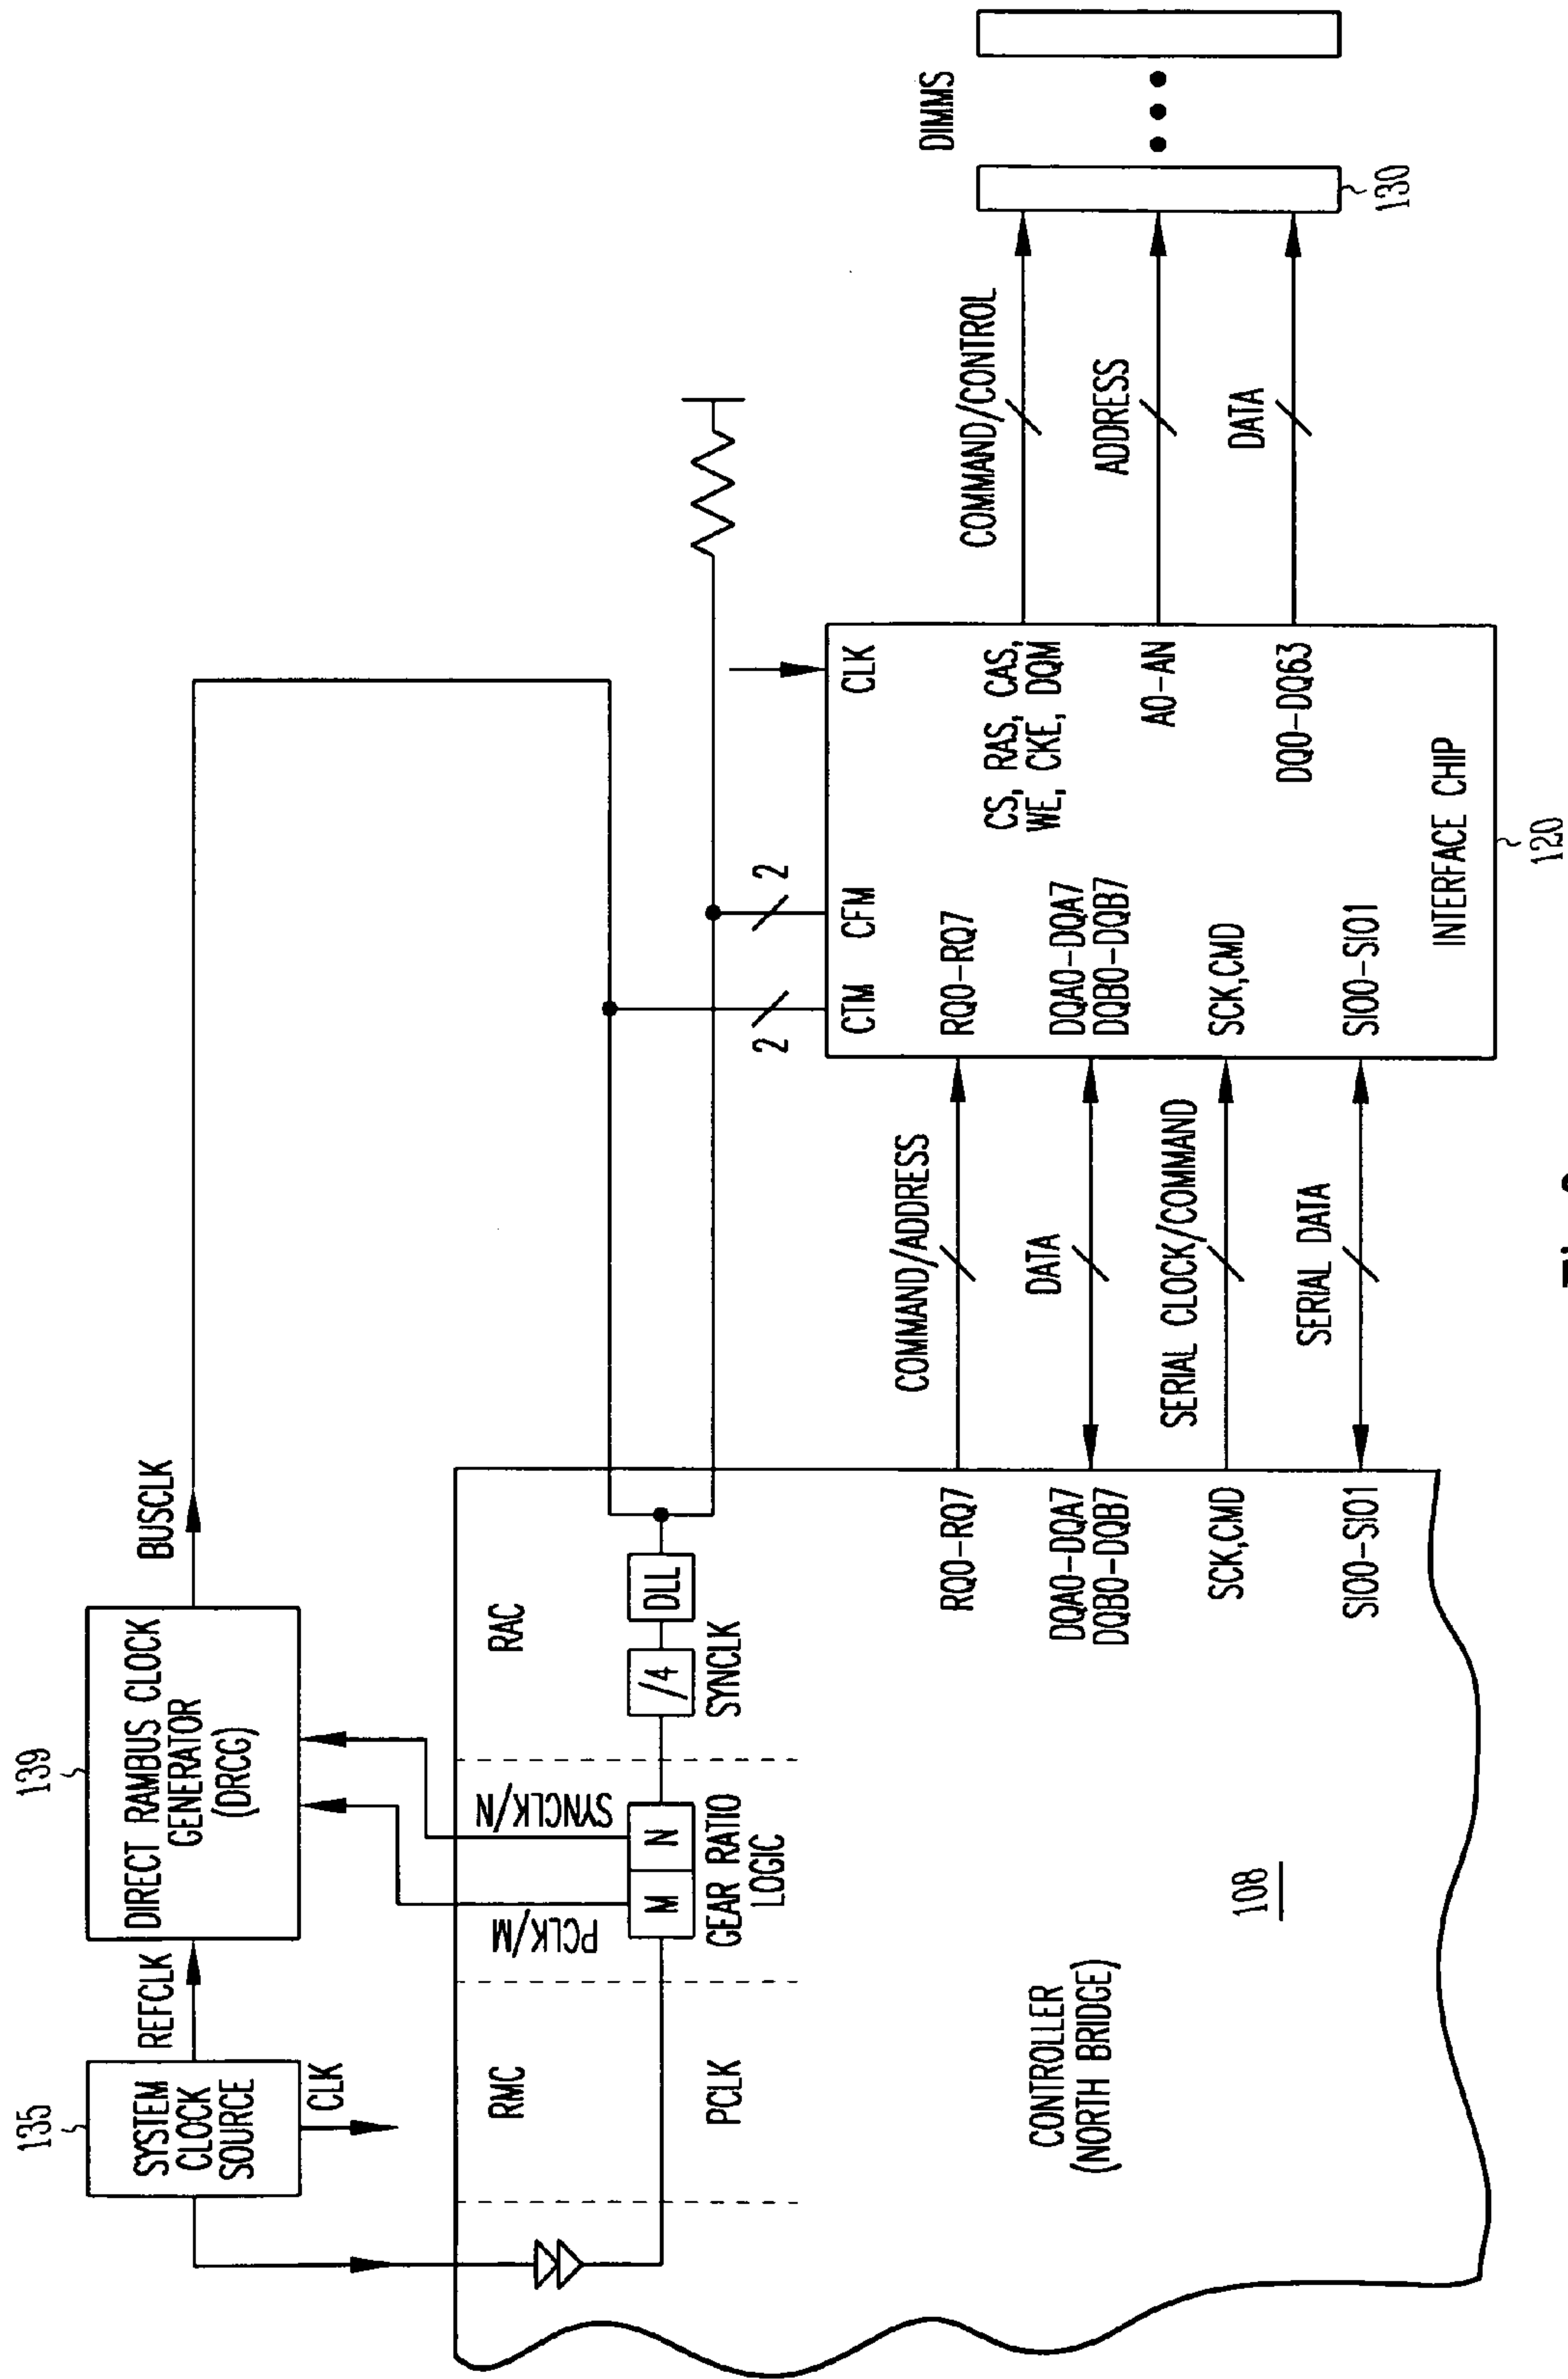 135
SYSTEM
CLOCK
SOURCE
REFCLK
CLK
139
DIRECT RAMBUS CLOCK
GENERATOR
(DRCG)
BUSCLK
RMC
PCLK
PCLK/M
SYNCLK/N
M
N
GEAR RATIO
LOGIC
RAC
/4
SYNCLK
DLL
CONTROLLER
(NORTH BRIDGE)
108
RQ0-RQ7
DQA0-DQA7
DQB0-DQB7
SCK,CMD
SIO0-SIO1
COMMAND/ADDRESS
DATA
SERIAL CLOCK/COMMAND
SERIAL DATA
2
2
CTM
CFM
CLK
RQ0-RQ7
DQA0-DQA7
DQB0-DQB7
SCK,CMD
SIO0-SIO1
CS, RAS, CAS,
WE, CKE, DQM
A0-AN
DQ0-DQ63
INTERFACE CHIP
120
COMMAND/CONTROL
ADDRESS
DATA
DIMMS
130